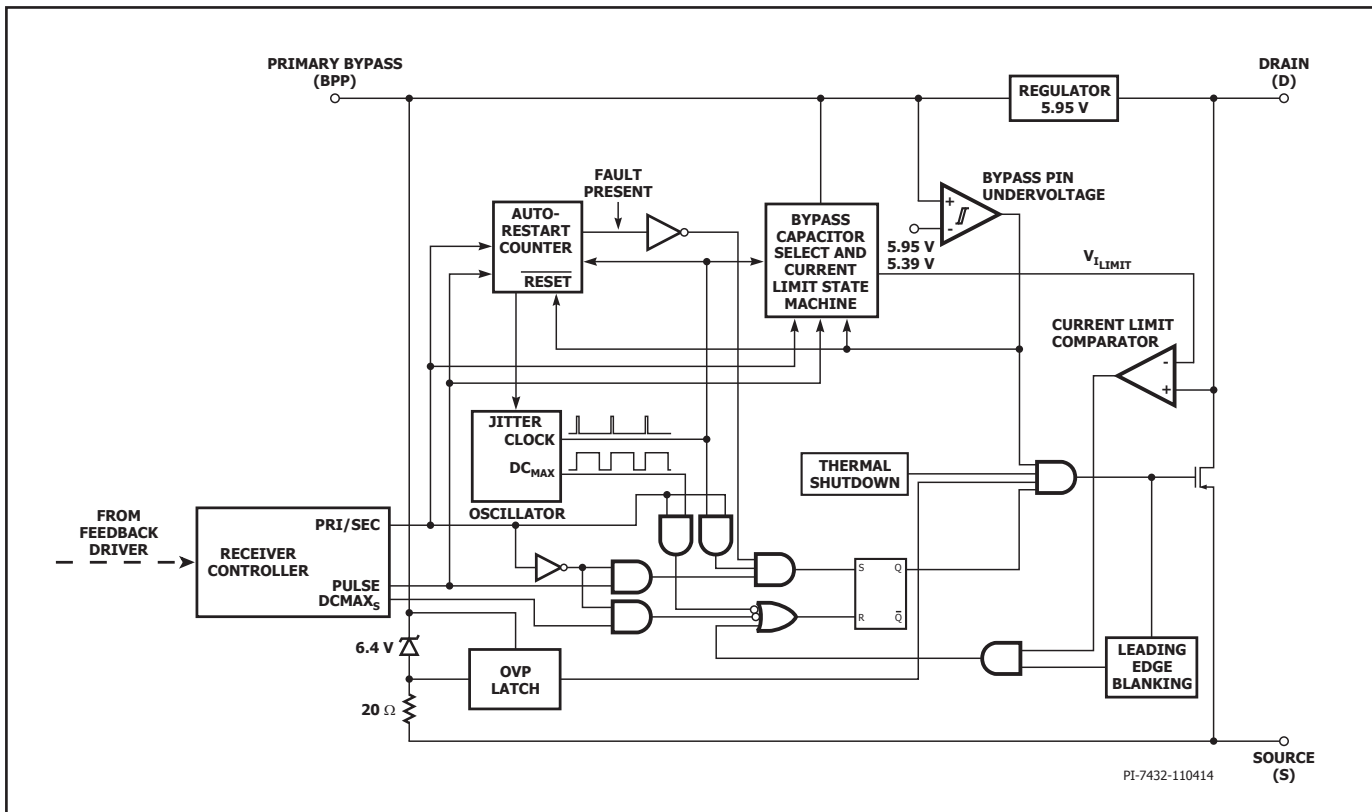 PRIMARY BYPASS
(BPP)
DRAIN
(D)
REGULATOR
5.95 V
BYPASS PIN
UNDERVOLTAGE
+
-
5.95 V
5.39 V
FAULT
PRESENT
AUTO-
RESTART
COUNTER
RESET
BYPASS
CAPACITOR
SELECT AND
CURRENT
LIMIT STATE
MACHINE
VILIMIT
CURRENT LIMIT
COMPARATOR
-
+
JITTER
CLOCK
DCMAX
OSCILLATOR
THERMAL
SHUTDOWN
FROM
FEEDBACK
DRIVER
RECEIVER
CONTROLLER
PRI/SEC
PULSE
DCMAXS
S Q
R Q̅
6.4 V
OVP
LATCH
20 Ω
LEADING
EDGE
BLANKING
SOURCE
(S)
PI-7432-110414